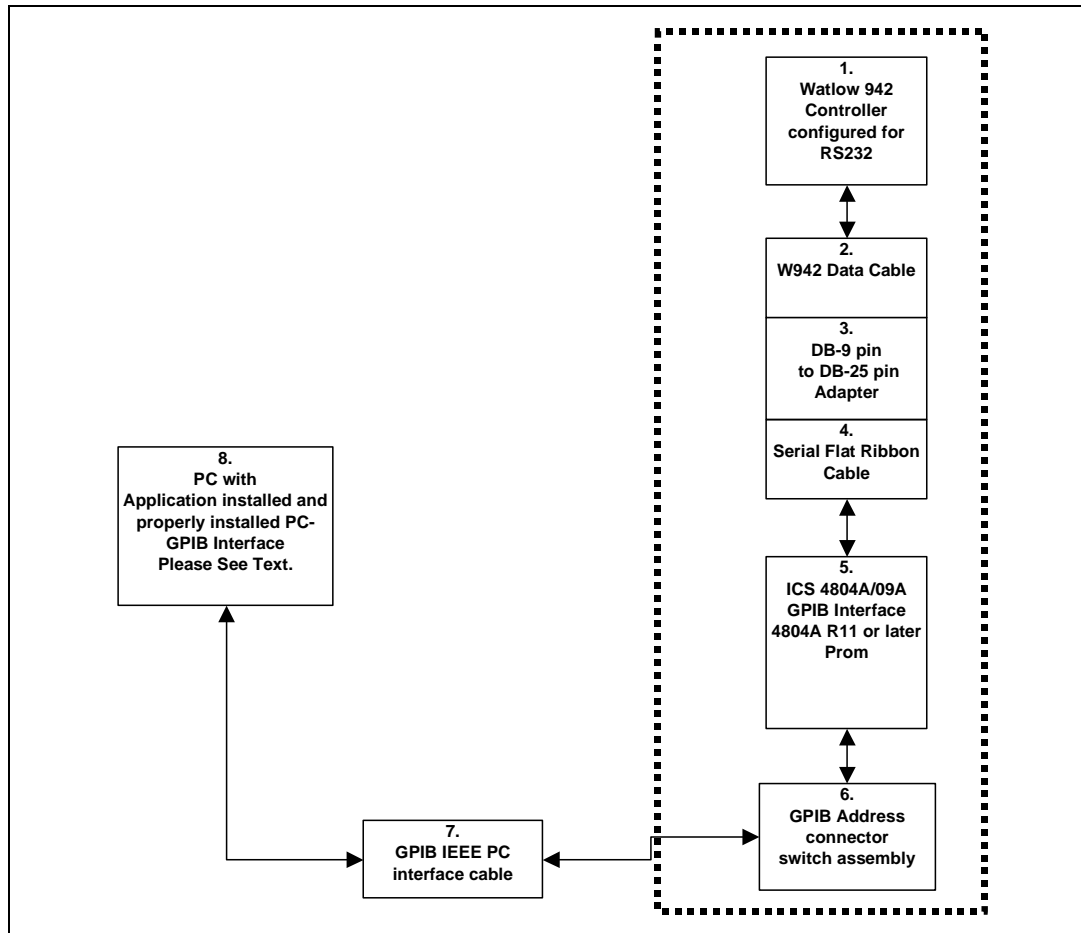 1.
Watlow 942
Controller
configured for
RS232
2.
W942 Data Cable
3.
DB-9 pin
to DB-25 pin
Adapter
4.
Serial Flat Ribbon
Cable
5.
ICS 4804A/09A
GPIB Interface
4804A R11 or later
Prom
6.
GPIB Address
connector
switch assembly
7.
GPIB IEEE PC
interface cable
8.
PC with
Application installed and
properly installed PC-
GPIB Interface
Please See Text.